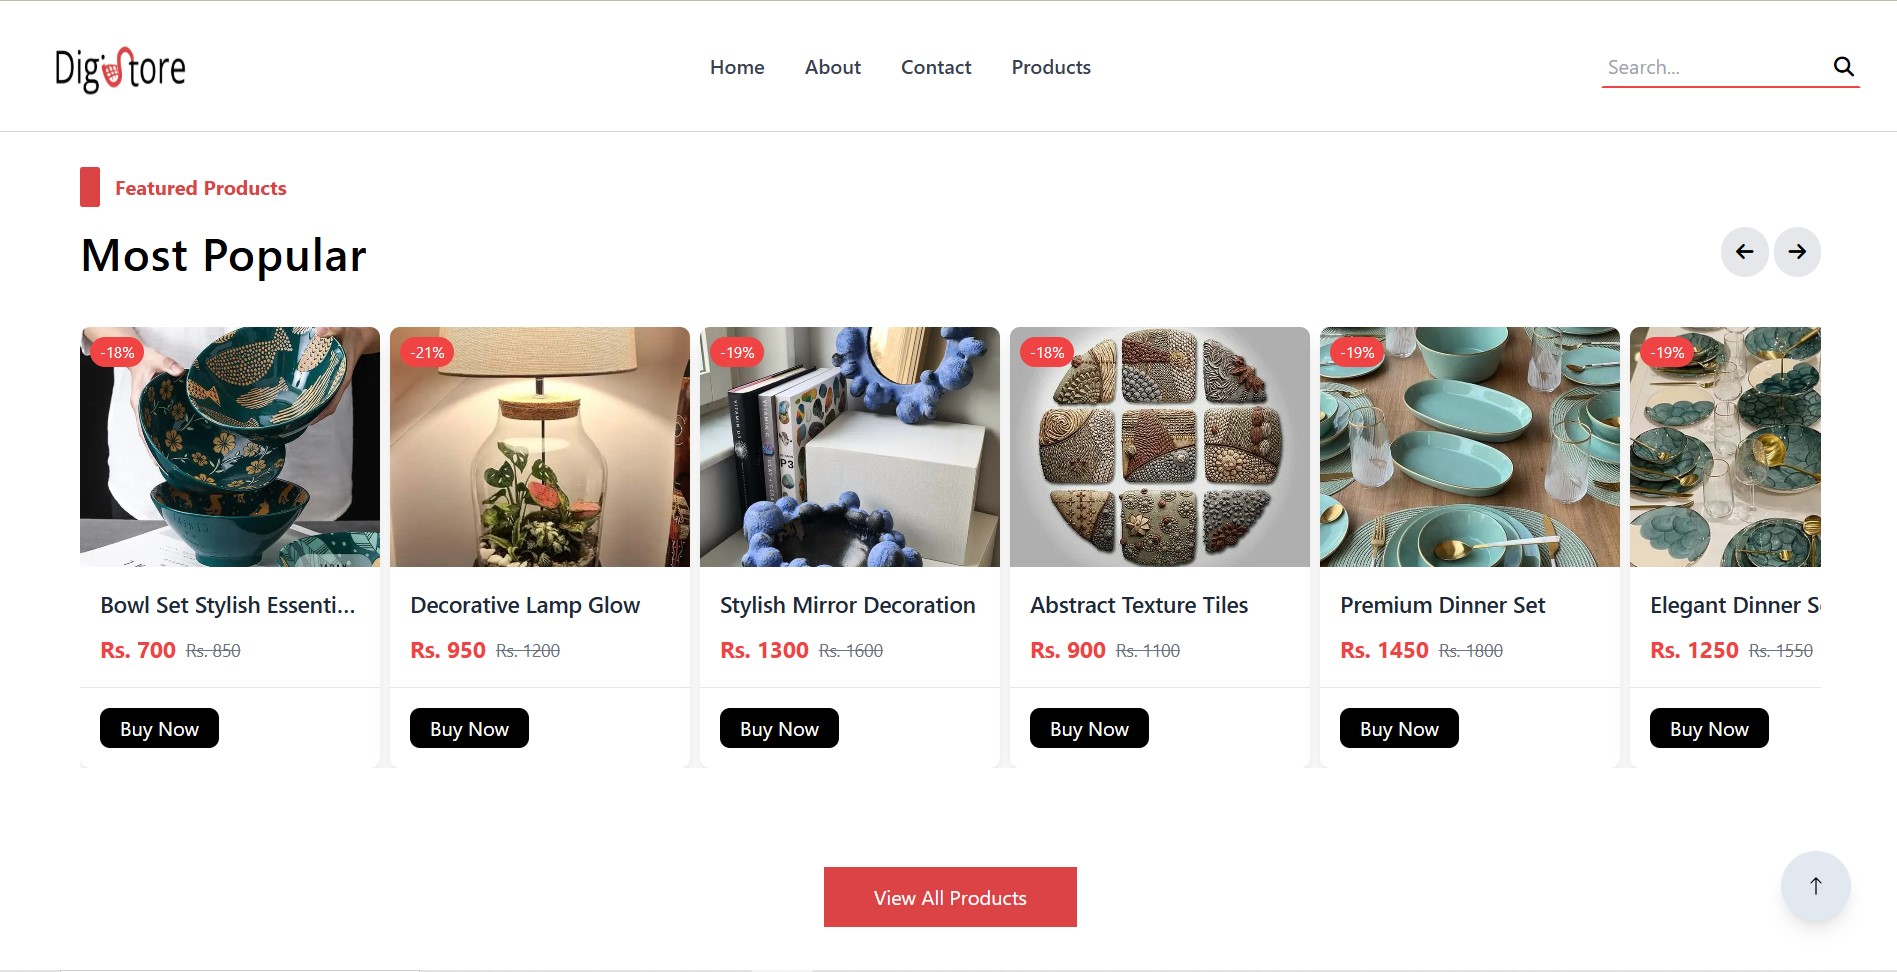 DigiStore
Home About Contact Products
Search...
Featured Products
Most Popular
-18% -21% -19% -18% -19% -19%
P3
Bowl Set Stylish Essenti... Decorative Lamp Glow Stylish Mirror Decoration Abstract Texture Tiles Premium Dinner Set Elegant Dinner S
Rs. 700 Rs. 850 Rs. 950 Rs. 1200 Rs. 1300 Rs. 1600 Rs. 900 Rs. 1100 Rs. 1450 Rs. 1800 Rs. 1250 Rs. 1550
Buy Now Buy Now Buy Now Buy Now Buy Now Buy Now
View All Products